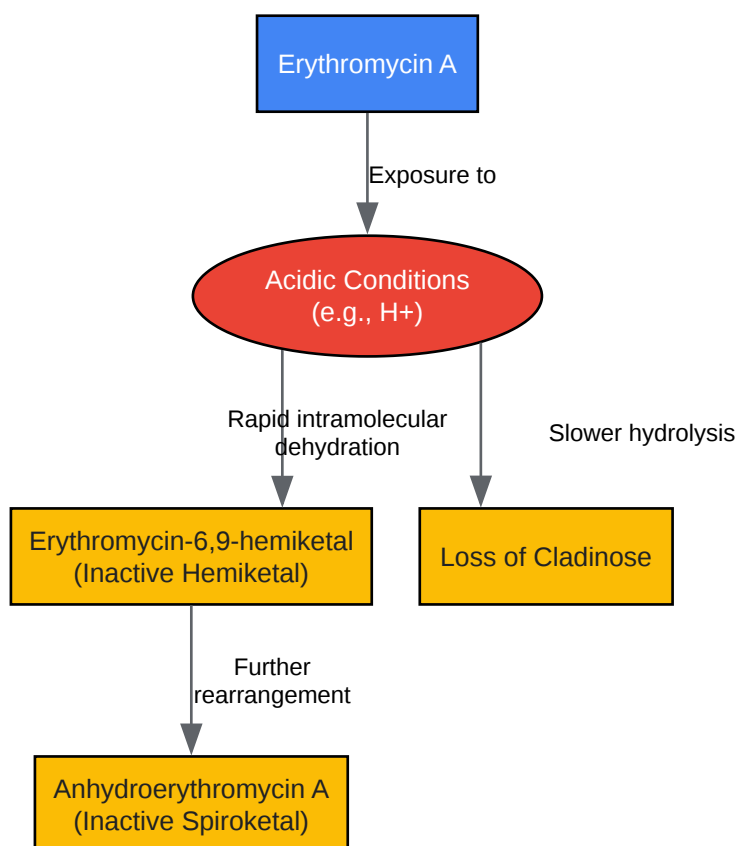 Erythromycin A
Exposure to
Acidic Conditions
(e.g., H+)
Rapid intramolecular
dehydration
Slower hydrolysis
Erythromycin-6,9-hemiketal
(Inactive Hemiketal)
Loss of Cladinose
Further
rearrangement
Anhydroerythromycin A
(Inactive Spiroketal)